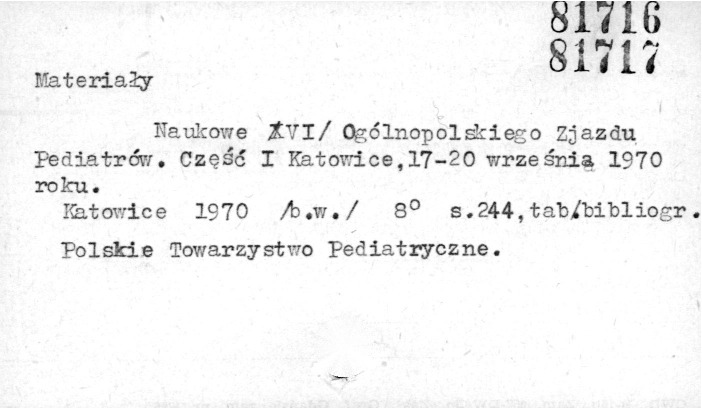 81716
81717
Materiały
Naukowe XVI/ Ogólnopolskiego Zjazdu
Pediatrów. Część I Katowice,17-20 wrześnią 1970
roku.
Katowice 1970 /b.w./ 8° s.244,tab/bibliogr.
Polskie Towarzystwo Pediatryczne.